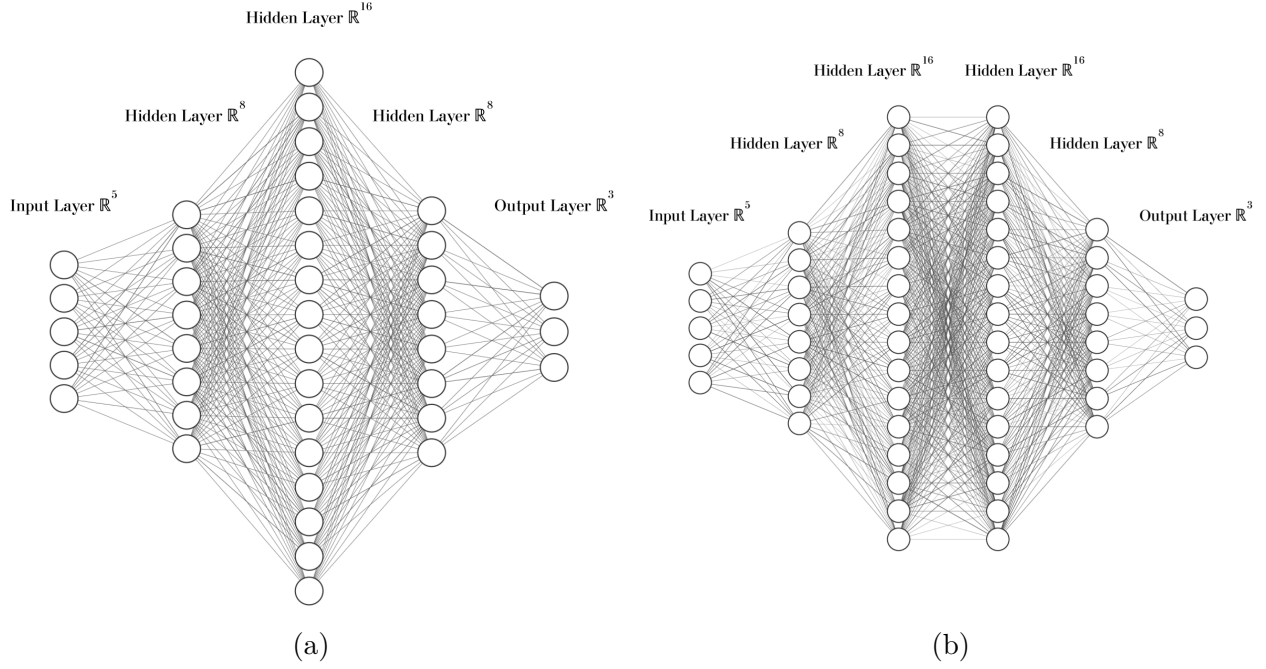 Hidden Layer ℝ^16
Hidden Layer ℝ^8
Hidden Layer ℝ^8
Input Layer ℝ^5
Output Layer ℝ^3
(a)
Hidden Layer ℝ^16
Hidden Layer ℝ^16
Hidden Layer ℝ^8
Hidden Layer ℝ^8
Input Layer ℝ^5
Output Layer ℝ^3
(b)